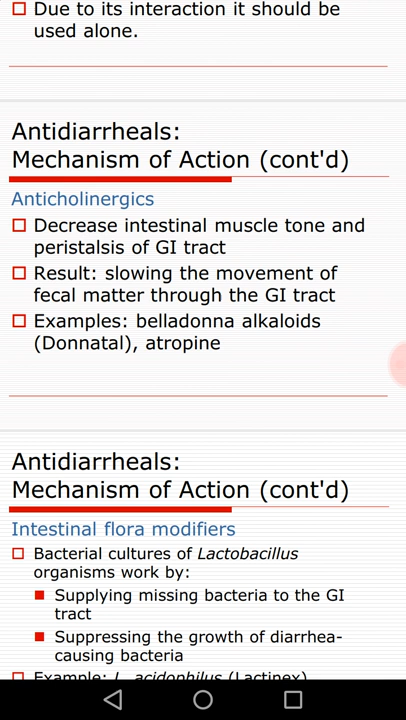 Due to its interaction it should be
used alone.
Antidiarrheals:
Mechanism of Action (cont'd)
Anticholinergics
Decrease intestinal muscle tone and
peristalsis of GI tract
Result: slowing the movement of
fecal matter through the GI tract
Examples: belladonna alkaloids
(Donnatal), atropine
Antidiarrheals:
Mechanism of Action (cont'd)
Intestinal flora modifiers
Bacterial cultures of Lactobacillus
organisms work by:
Supplying missing bacteria to the GI
tract
Suppressing the growth of diarrhea-
causing bacteria
Example: L. acidophilus (Lactinex)